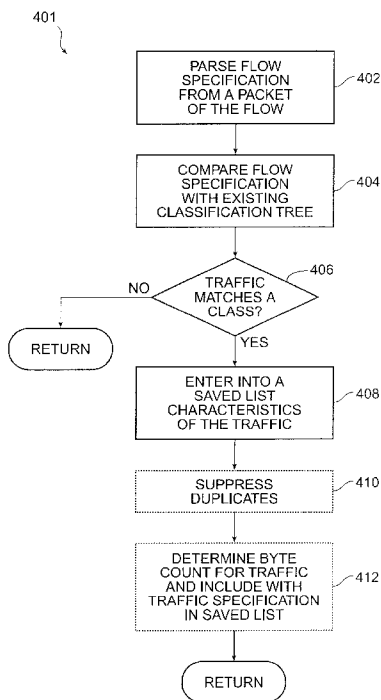 401
PARSE FLOW
SPECIFICATION
FROM A PACKET
OF THE FLOW
402
COMPARE FLOW
SPECIFICATION
WITH EXISTING
CLASSIFICATION TREE
404
TRAFFIC
MATCHES A
CLASS?
406
NO
YES
RETURN
ENTER INTO A
SAVED LIST
CHARACTERISTICS
OF THE TRAFFIC
408
SUPPRESS
DUPLICATES
410
DETERMINE BYTE
COUNT FOR TRAFFIC
AND INCLUDE WITH
TRAFFIC SPECIFICATION
IN SAVED LIST
412
RETURN